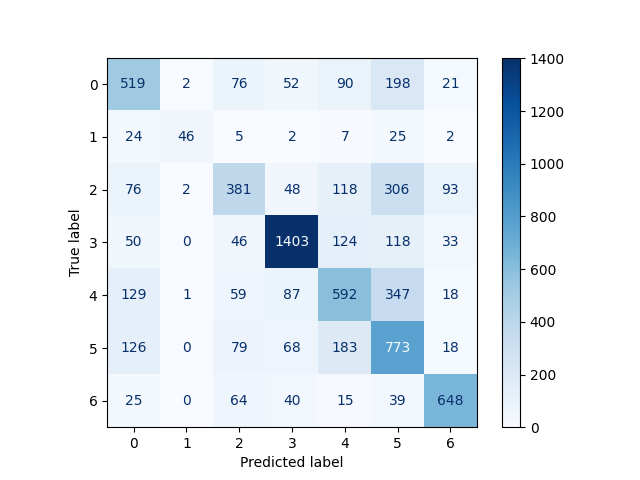 0 519 2 76 52 90 198 21
1 24 46 5 2 7 25 2
2 76 2 381 48 118 306 93
3 50 0 46 1403 124 118 33
4 129 1 59 87 592 347 18
5 126 0 79 68 183 773 18
6 25 0 64 40 15 39 648
0 1 2 3 4 5 6
Predicted label
True label
1400
1200
1000
800
600
400
200
0